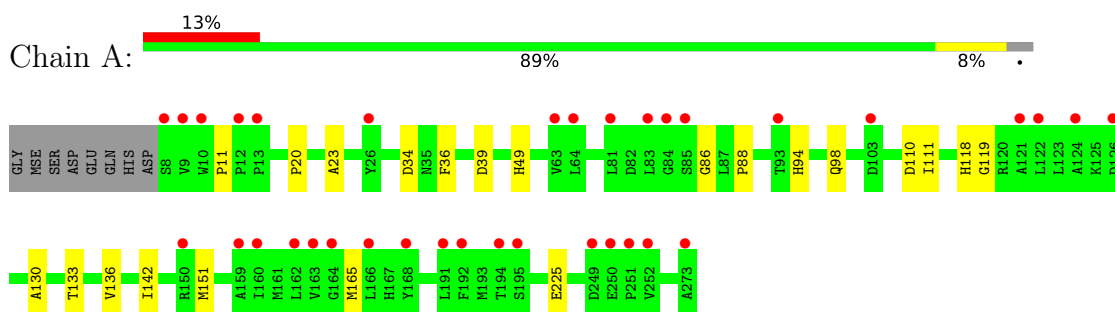 13%
Chain A:
89% 8% •
GLY MSE SER ASP GLU GLN HIS ASP S8 V9 W10 P11 P12 P13 P20 A23 Y26 D34 N35 F36 D39 H49 V63 L64 L81 D82 L83 G84 S85 G86 L87 P88 T93 H94 Q98 D103 D110 I111 H118 G119 R120 A121 L122 L123 A124 K125 D126
A130 T133 V136 I142 R150 M151 A159 I160 M161 L162 V163 G164 M165 L166 H167 Y168 L191 F192 M193 T194 S195 E225 D249 E250 P251 V252 A273